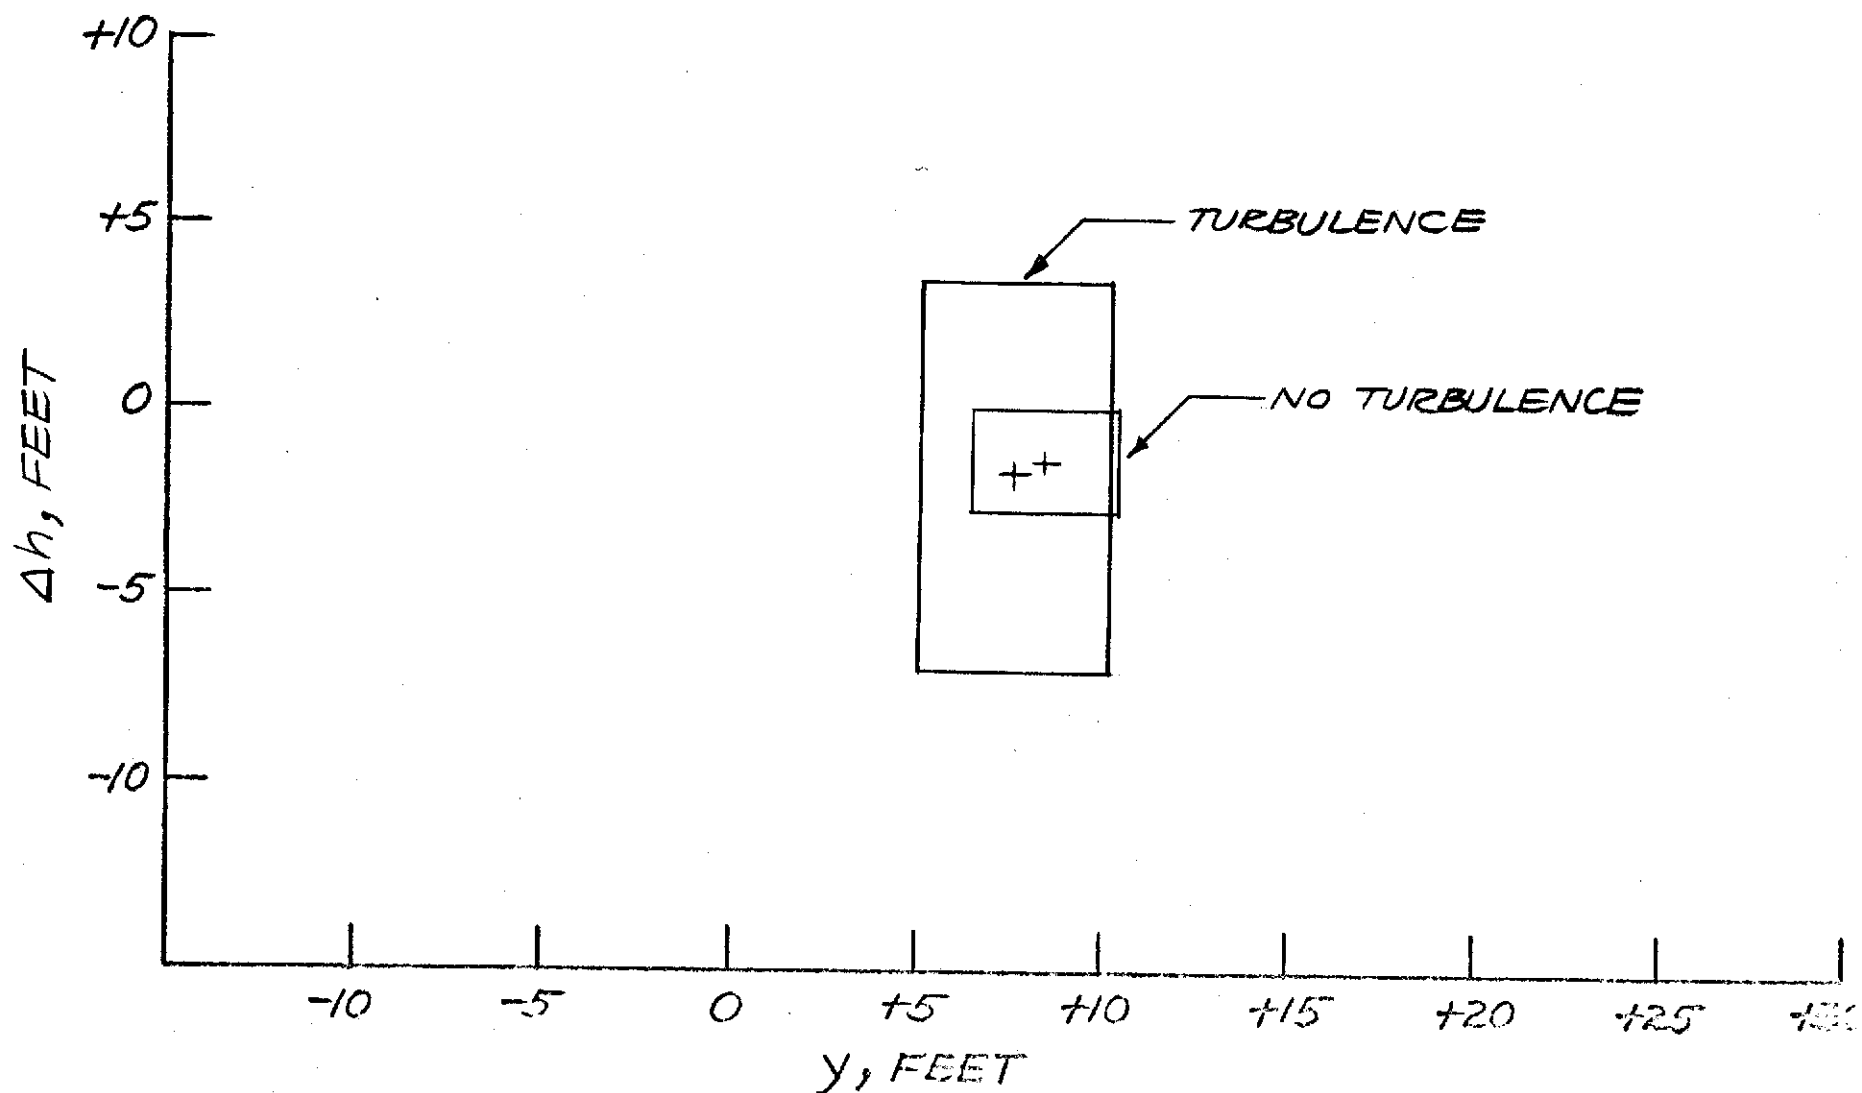 +10
+5
TURBULENCE
0
NO TURBULENCE
Δh, FEET
-5
-10
-10 -5 0 +5 +10 +15 +20 +25
y, FEET